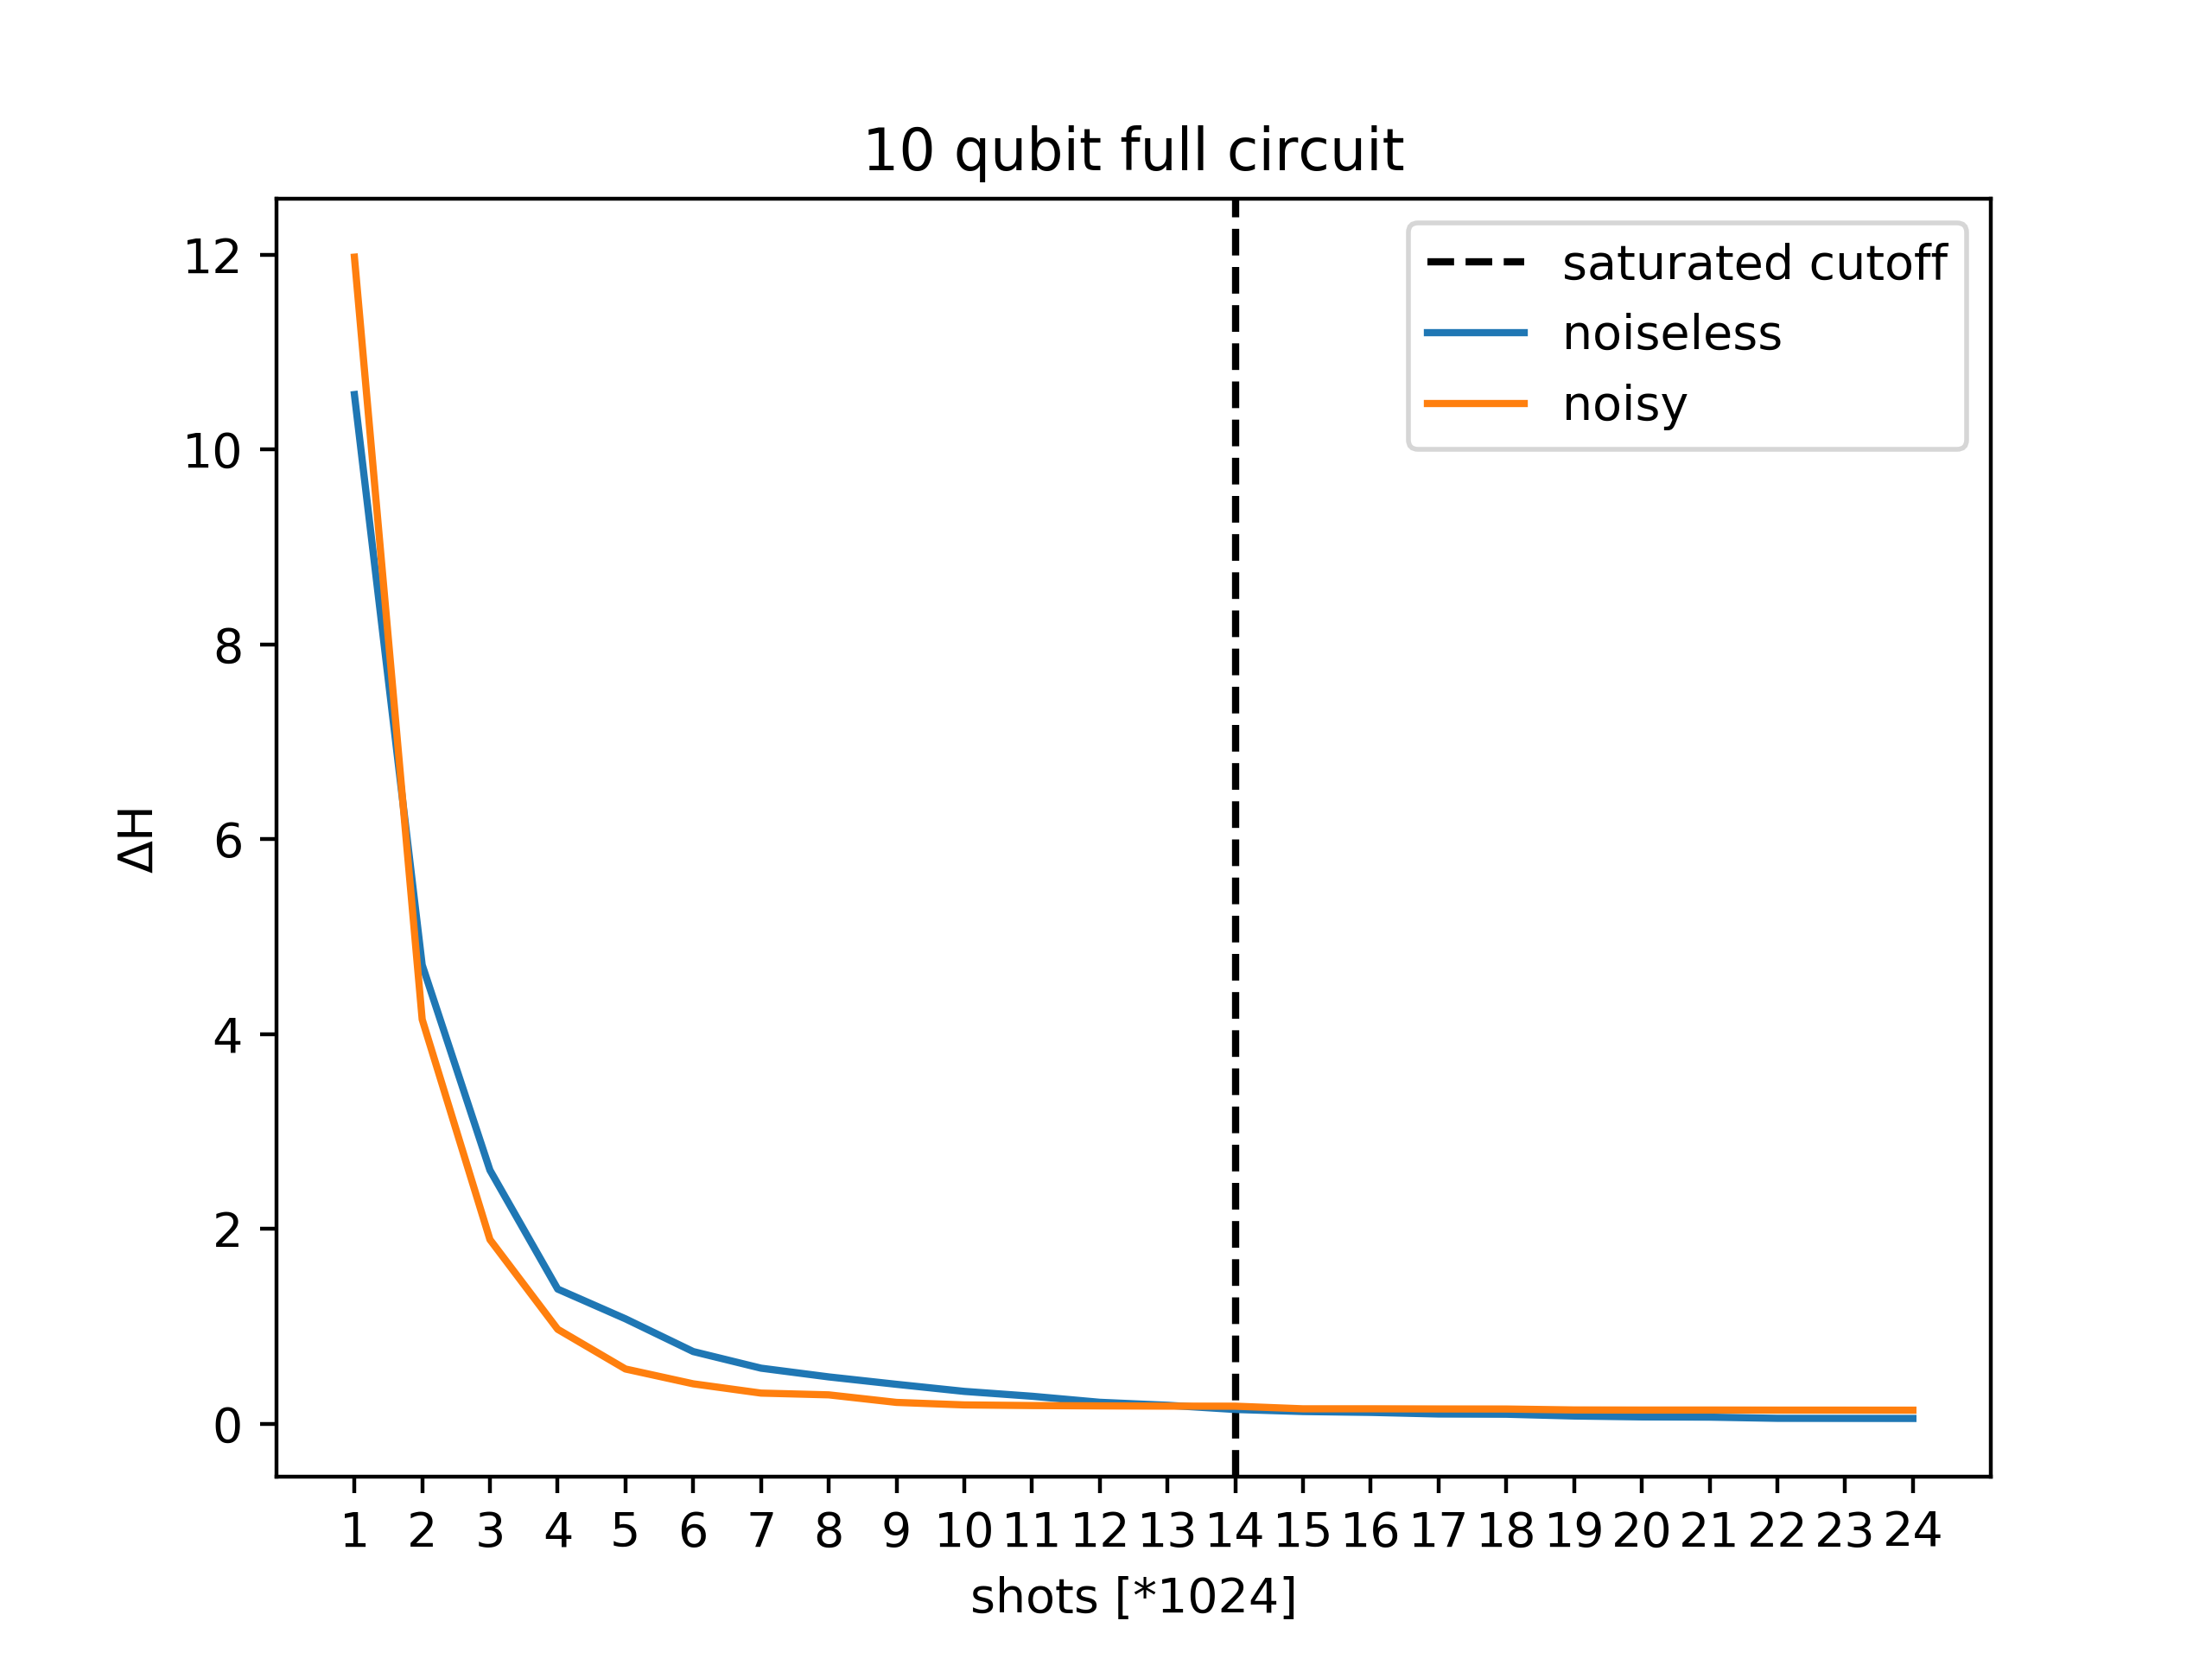 10 qubit full circuit
saturated cutoff
noiseless
noisy
12
10
8
6
4
2
0
ΔH
1 2 3 4 5 6 7 8 9 10 11 12 13 14 15 16 17 18 19 20 21 22 23 24
shots [*1024]